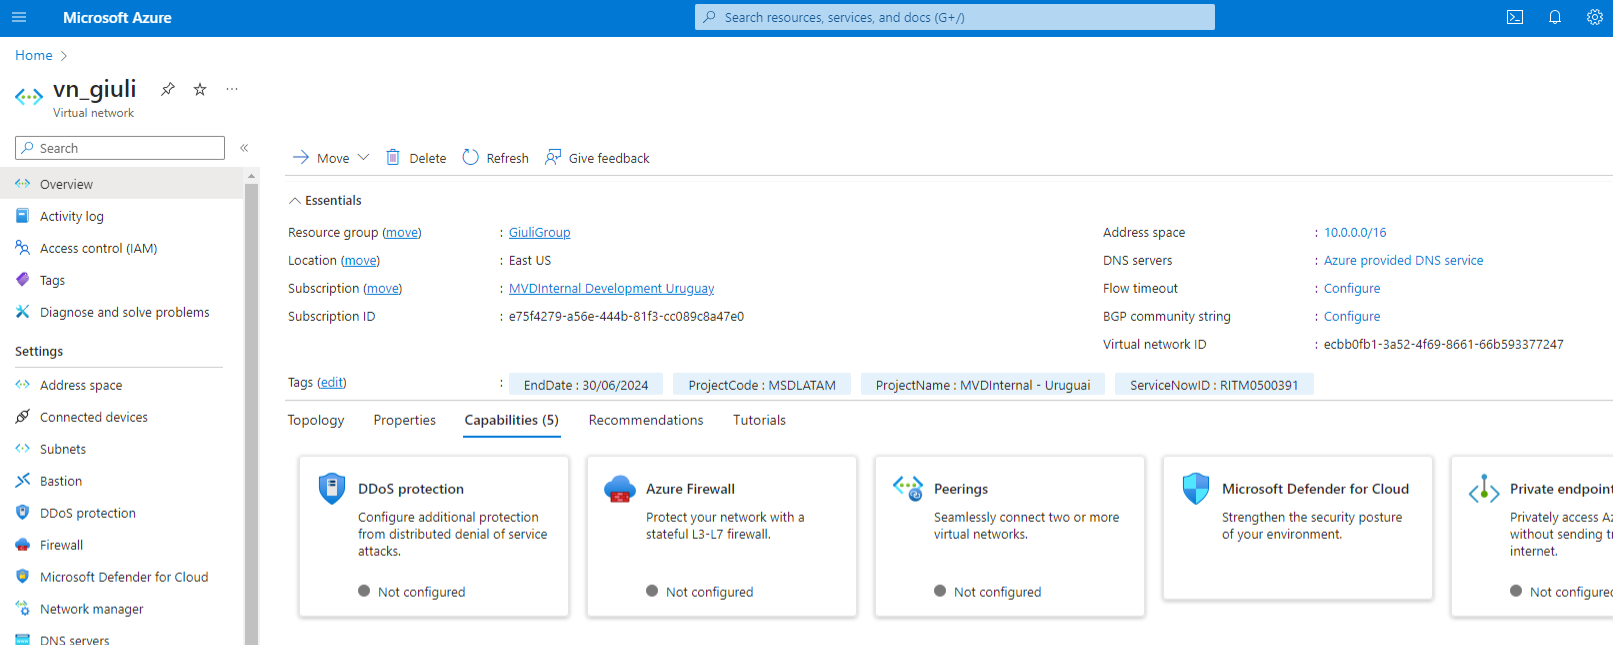 Microsoft Azure
Search resources, services, and docs (G+/)
Home
vn_giuli
Virtual network
Search
Overview
Activity log
Access control (IAM)
Tags
Diagnose and solve problems
Settings
Address space
Connected devices
Subnets
Bastion
DDoS protection
Firewall
Microsoft Defender for Cloud
Network manager
DNS servers
Move
Delete
Refresh
Give feedback
Essentials
Resource group (move) : GiuliGroup
Location (move) : East US
Subscription (move) : MVDInternal Development Uruguay
Subscription ID : e75f4279-a56e-444b-81f3-cc089c8a47e0
Address space : 10.0.0.0/16
DNS servers : Azure provided DNS service
Flow timeout : Configure
BGP community string : Configure
Virtual network ID : ecbb0fb1-3a52-4f69-8661-66b593377247
Tags (edit) : EndDate : 30/06/2024 ProjectCode : MSDLATAM ProjectName : MVDInternal - Uruguai ServiceNowID : RITM0500391
Topology Properties Capabilities (5) Recommendations Tutorials
DDoS protection
Configure additional protection
from distributed denial of service
attacks.
Not configured
Azure Firewall
Protect your network with a
stateful L3-L7 firewall.
Not configured
Peerings
Seamlessly connect two or more
virtual networks.
Not configured
Microsoft Defender for Cloud
Strengthen the security posture
of your environment.
Private endpoint
Privately access Az
without sending tr
internet.
Not configured